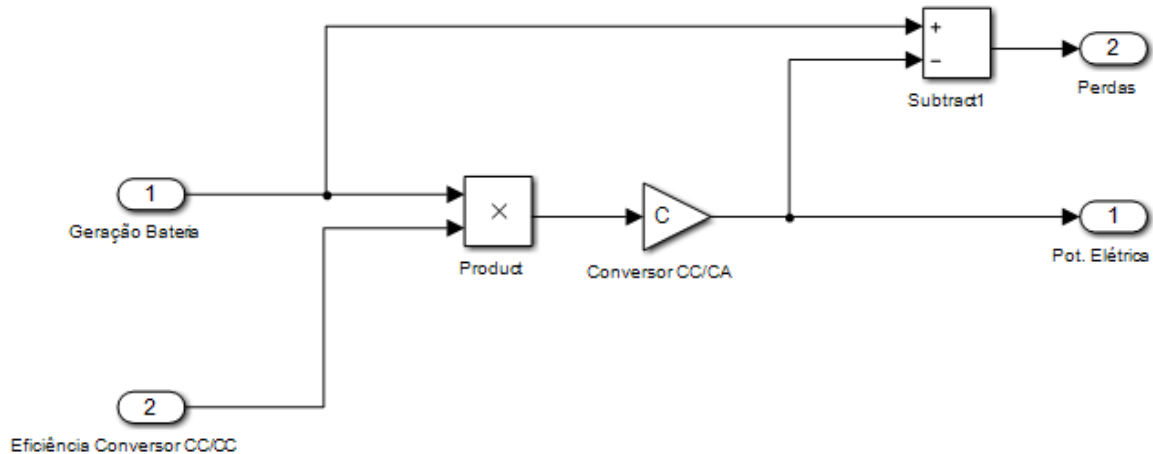 +
−
2
Subtract1
Perdas
1
×
C
1
Geração Bateria
Product
Conversor CC/CA
Pot. Elétrica
2
Eficiência Conversor CC/CC